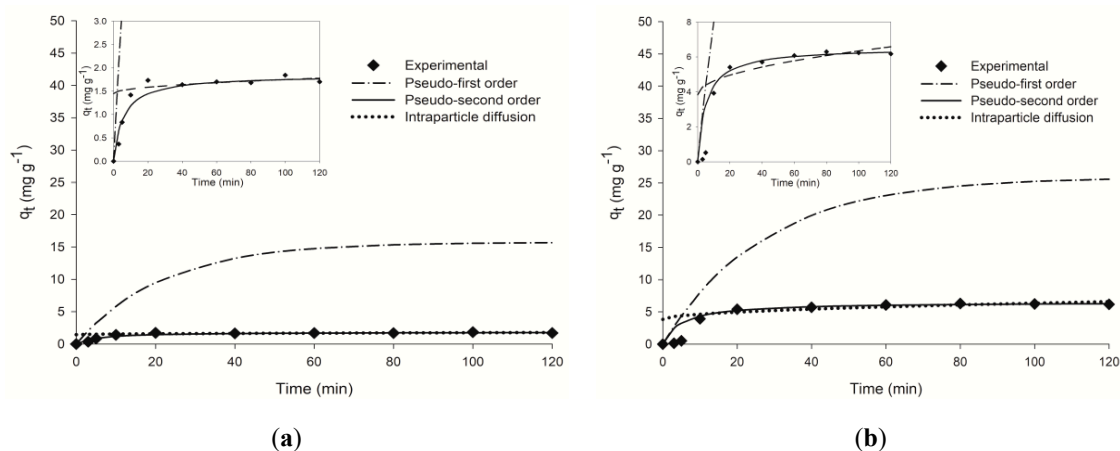 50
45
40
35
30
25
20
15
10
5
0
qt (mg g-1)
0 20 40 60 80 100 120
Time (min)
3.0
2.5
2.0
1.5
1.0
0.5
0.0
qt (mg g-1)
0 20 40 60 80 100 120
Time (min)
Experimental
Pseudo-first order
Pseudo-second order
Intraparticle diffusion
(a)
50
45
40
35
30
25
20
15
10
5
0
qt (mg g-1)
0 20 40 60 80 100 120
Time (min)
8
6
4
2
0
qt (mg g-1)
0 20 40 60 80 100 120
Time (min)
Experimental
Pseudo-first order
Pseudo-second order
Intraparticle diffusion
(b)